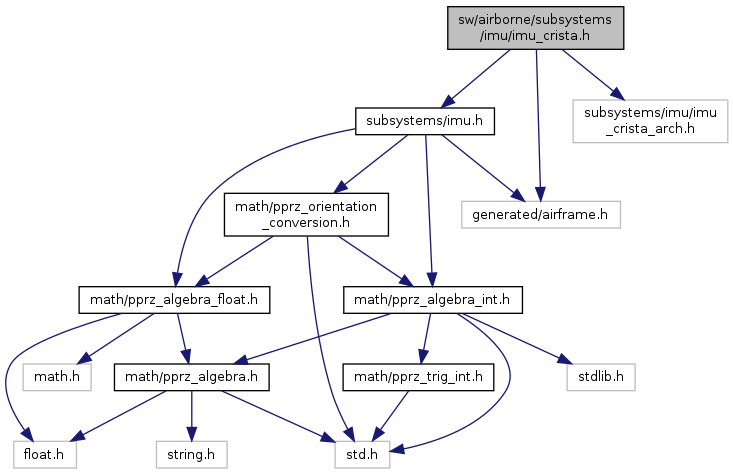 sw/airborne/subsystems
/imu/imu_crista.h
subsystems/imu.h
subsystems/imu/imu
_crista_arch.h
math/pprz_orientation
_conversion.h
generated/airframe.h
math/pprz_algebra_float.h
math/pprz_algebra_int.h
math.h
math/pprz_algebra.h
math/pprz_trig_int.h
stdlib.h
float.h
string.h
std.h